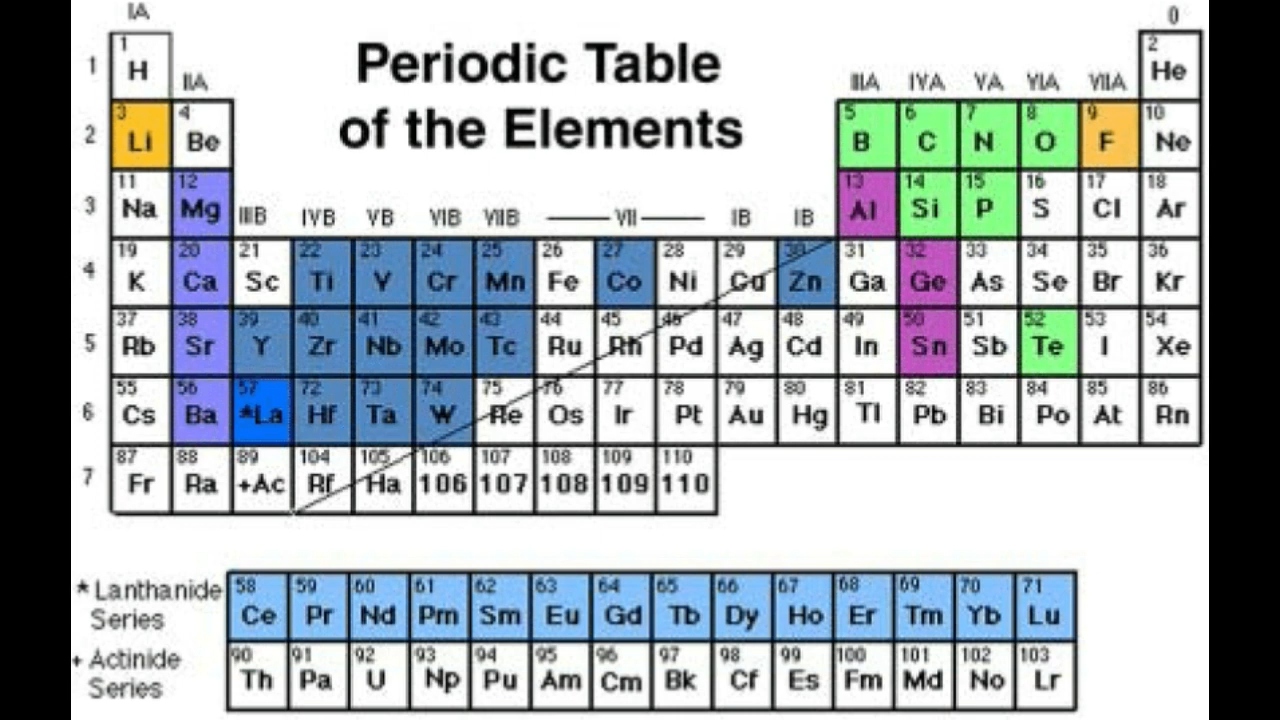 IA 0
1 1 H Periodic Table 2 He
IIA of the Elements IIIA IVA VA VIA VIIA
2 3 Li 4 Be 5 B 6 C 7 N 8 O 9 F 10 Ne
3 11 Na 12 Mg IIIB IVB VB VIB VIIB VII IB IB 13 Al 14 Si 15 P 16 S 17 Cl 18 Ar
4 19 K 20 Ca 21 Sc 22 Ti 23 V 24 Cr 25 Mn 26 Fe 27 Co 28 Ni 29 Cu 30 Zn 31 Ga 32 Ge 33 As 34 Se 35 Br 36 Kr
5 37 Rb 38 Sr 39 Y 40 Zr 41 Nb 42 Mo 43 Tc 44 Ru 45 Rh 46 Pd 47 Ag 48 Cd 49 In 50 Sn 51 Sb 52 Te 53 I 54 Xe
6 55 Cs 56 Ba 57 *La 72 Hf 73 Ta 74 W 75 Re 76 Os 77 Ir 78 Pt 79 Au 80 Hg 81 Tl 82 Pb 83 Bi 84 Po 85 At 86 Rn
7 87 Fr 88 Ra 89 +Ac 104 Rf 105 Ha 106 106 107 107 108 108 109 109 110 110
* Lanthanide Series 58 Ce 59 Pr 60 Nd 61 Pm 62 Sm 63 Eu 64 Gd 65 Tb 66 Dy 67 Ho 68 Er 69 Tm 70 Yb 71 Lu
+ Actinide Series 90 Th 91 Pa 92 U 93 Np 94 Pu 95 Am 96 Cm 97 Bk 98 Cf 99 Es 100 Fm 101 Md 102 No 103 Lr